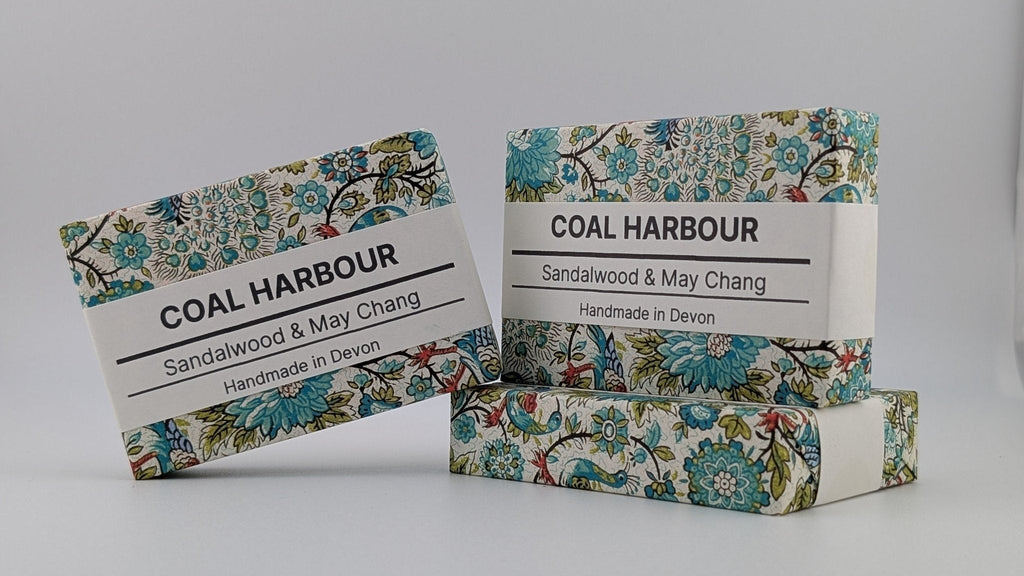 COAL HARBOUR
Sandalwood & May Chang
Handmade in Devon
COAL HARBOUR
Sandalwood & May Chang
Handmade in Devon